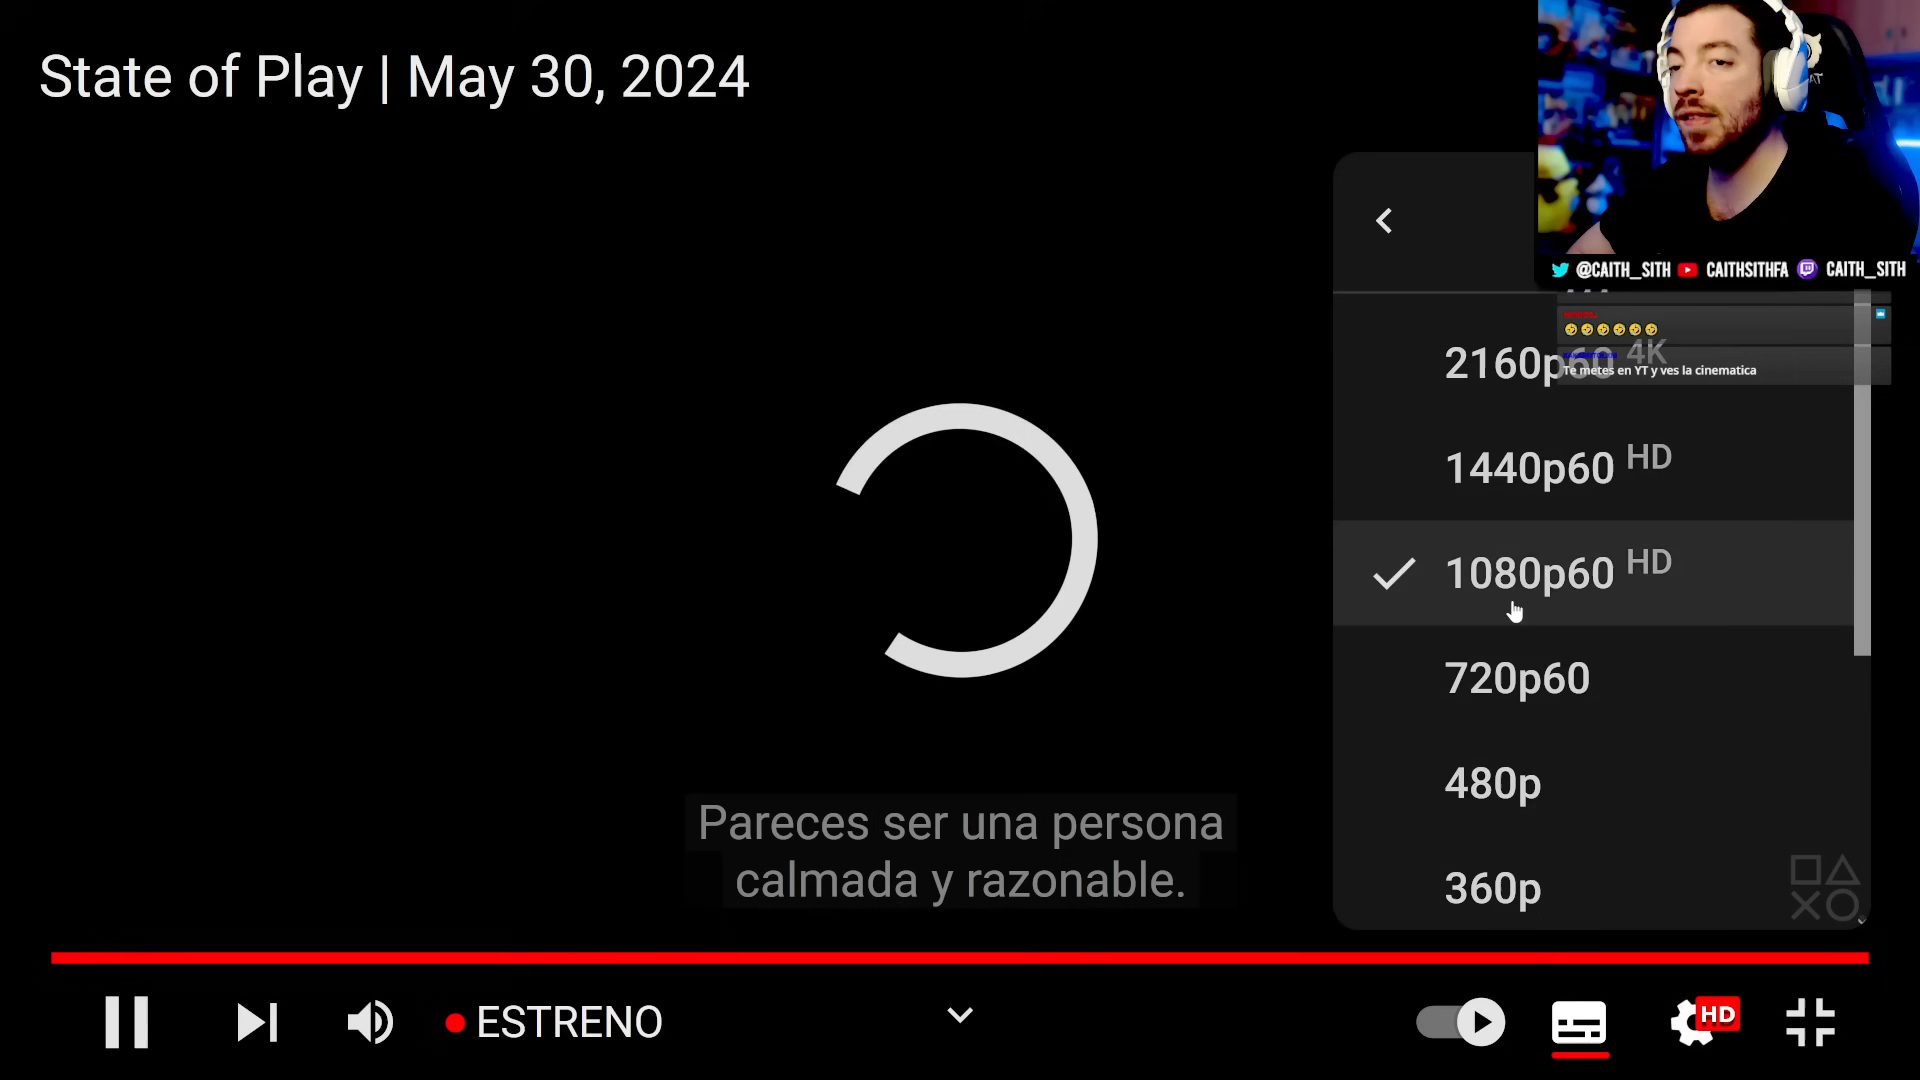 State of Play | May 30, 2024
@CAITH_SITH CAITHSITHFA CAITH_SITH
2160p60 4K
Te metes en YT y ves la cinematica
1440p60 HD
1080p60 HD
720p60
480p
360p
Pareces ser una persona
calmada y razonable.
ESTRENO
HD